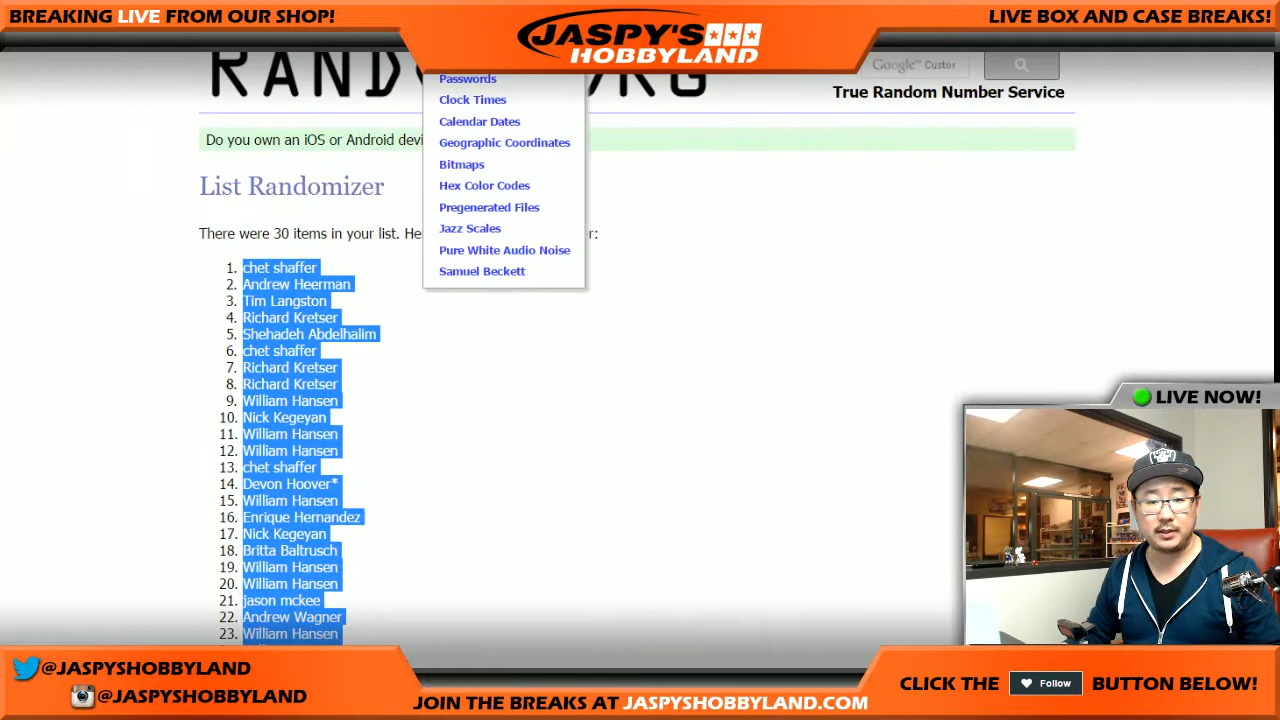 BREAKING LIVE FROM OUR SHOP!
JASPY'S
HOBBYLAND
LIVE BOX AND CASE BREAKS!
Google™ Custor
True Random Number Service
Do you own an iOS or Android devi
Passwords
Clock Times
Calendar Dates
Geographic Coordinates
Bitmaps
Hex Color Codes
Pregenerated Files
Jazz Scales
Pure White Audio Noise
Samuel Beckett
List Randomizer
There were 30 items in your list. He
r:
1. chet shaffer
2. Andrew Heerman
3. Tim Langston
4. Richard Kretser
5. Shehadeh Abdelhalim
6. chet shaffer
7. Richard Kretser
8. Richard Kretser
9. William Hansen
10. Nick Kegeyan
11. William Hansen
12. William Hansen
13. chet shaffer
14. Devon Hoover*
15. William Hansen
16. Enrique Hernandez
17. Nick Kegeyan
18. Britta Baltrusch
19. William Hansen
20. William Hansen
21. jason mckee
22. Andrew Wagner
23. William Hansen
LIVE NOW!
@JASPYSHOBBYLAND
@JASPYSHOBBYLAND
JOIN THE BREAKS AT JASPYSHOBBYLAND.COM
CLICK THE Follow BUTTON BELOW!